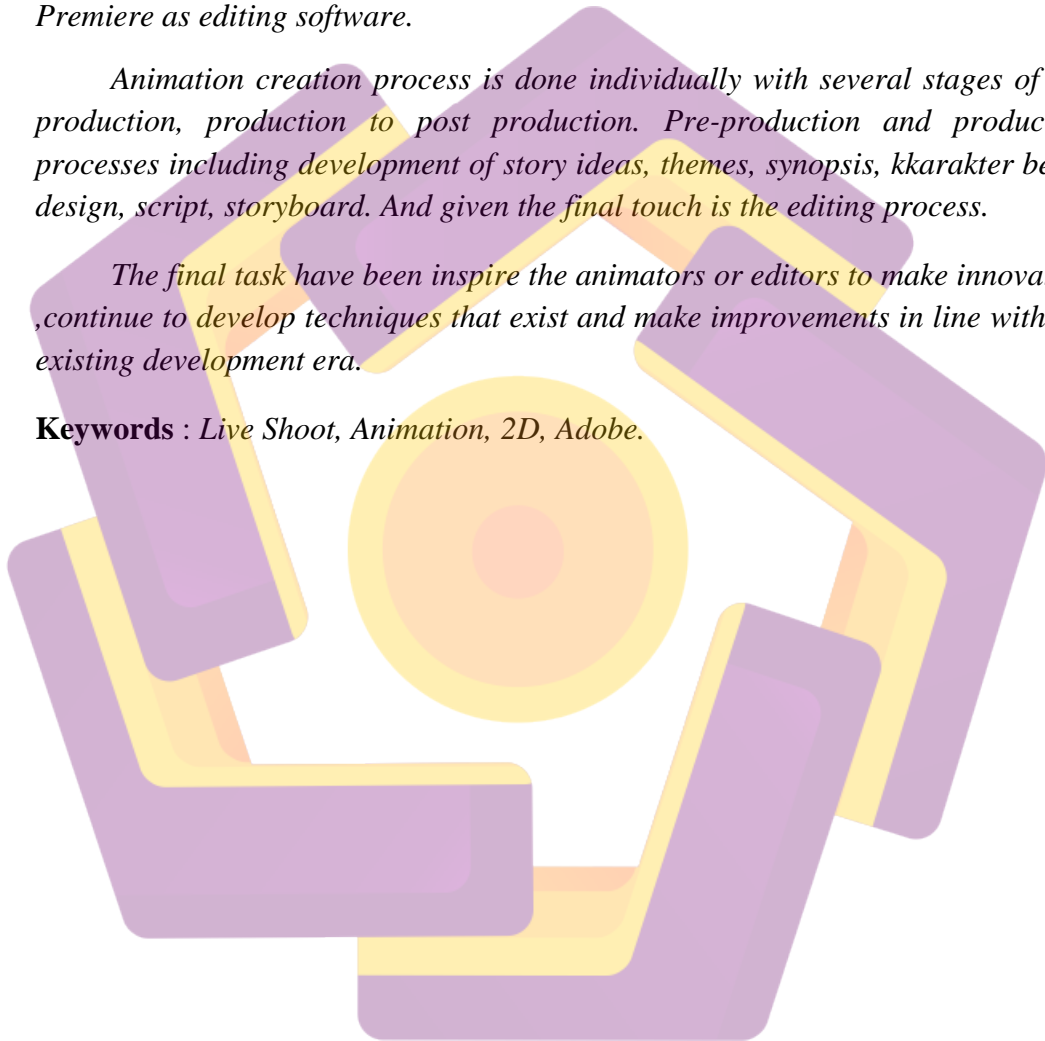 Premiere as editing software.
Animation creation process is done individually with several stages of
production, production to post production. Pre-production and produc
processes including development of story ideas, themes, synopsis, kkarakter be
design, script, storyboard. And given the final touch is the editing process.
The final task have been inspire the animators or editors to make innova
,continue to develop techniques that exist and make improvements in line with
existing development era.
Keywords : Live Shoot, Animation, 2D, Adobe.